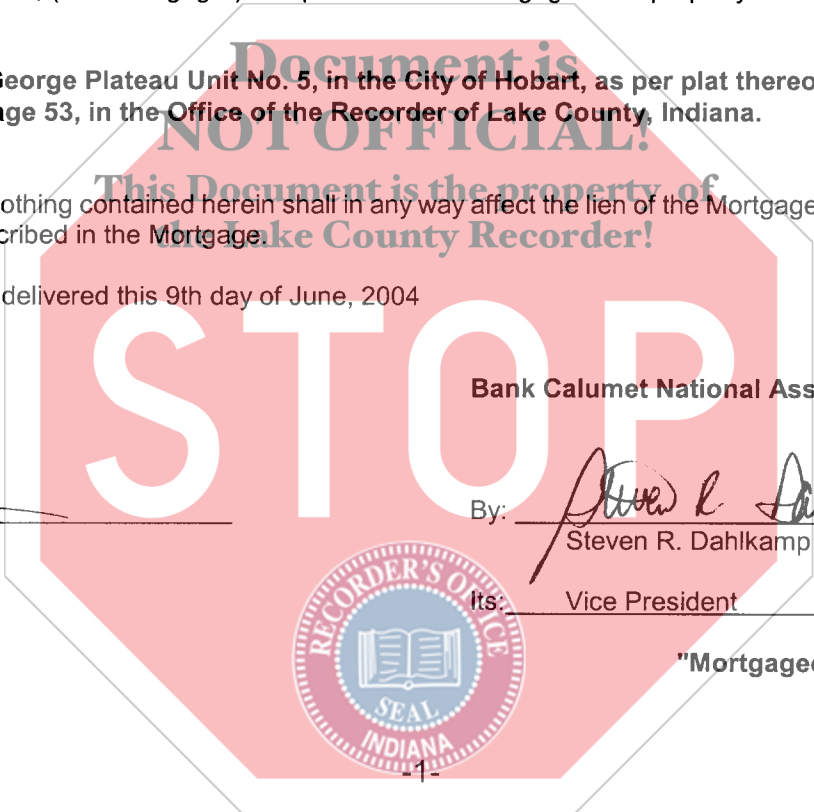 Document is
George Plateau Unit No. 5, in the City of Hobart, as per plat
age 53, in the Office of the Recorder of Lake County, Indiana.
NOT OFFICIAL!
This Document is the property of
othing contained herein shall in any way affect the lien of the Mortgage
cribed in the Mortgage.
the Lake County Recorder!
delivered this 9th day of June, 2004
STOP
Bank Calumet National
By:
Steven R. Dahlkamp
Its: Vice President
"Mortgagee
RECORDER'S OFFICE
SEAL
INDIANA
-1-